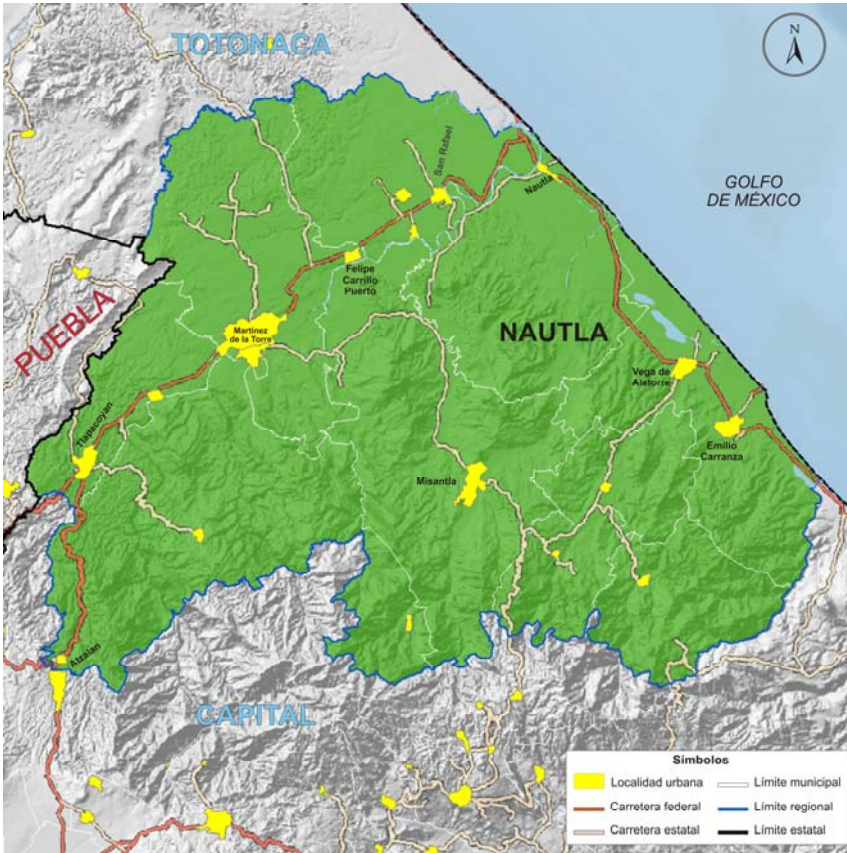 TOTONACA
N
GOLFO
DE MÉXICO
San Rafael
Nautla
Felipe
Carrillo
Puerto
PUEBLA
Martínez
de la Torre
NAUTLA
Vega de
Alatorre
Tlapacoyan
Emilio
Carranza
Misantla
Atzalan
CAPITAL
Símbolos
Localidad urbana
Límite municipal
Carretera federal
Límite regional
Carretera estatal
Límite estatal